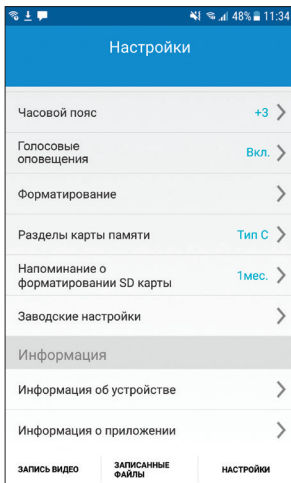 48% 11:34
Настройки
Часовой пояс +3
Голосовые
оповещения Вкл.
Форматирование
Разделы карты памяти Тип C
Напоминание о
форматировании SD карты 1мес.
Заводские настройки
Информация
Информация об устройстве
Информация о приложении
ЗАПИСЬ ВИДЕО ЗАПИСАННЫЕ
ФАЙЛЫ НАСТРОЙКИ